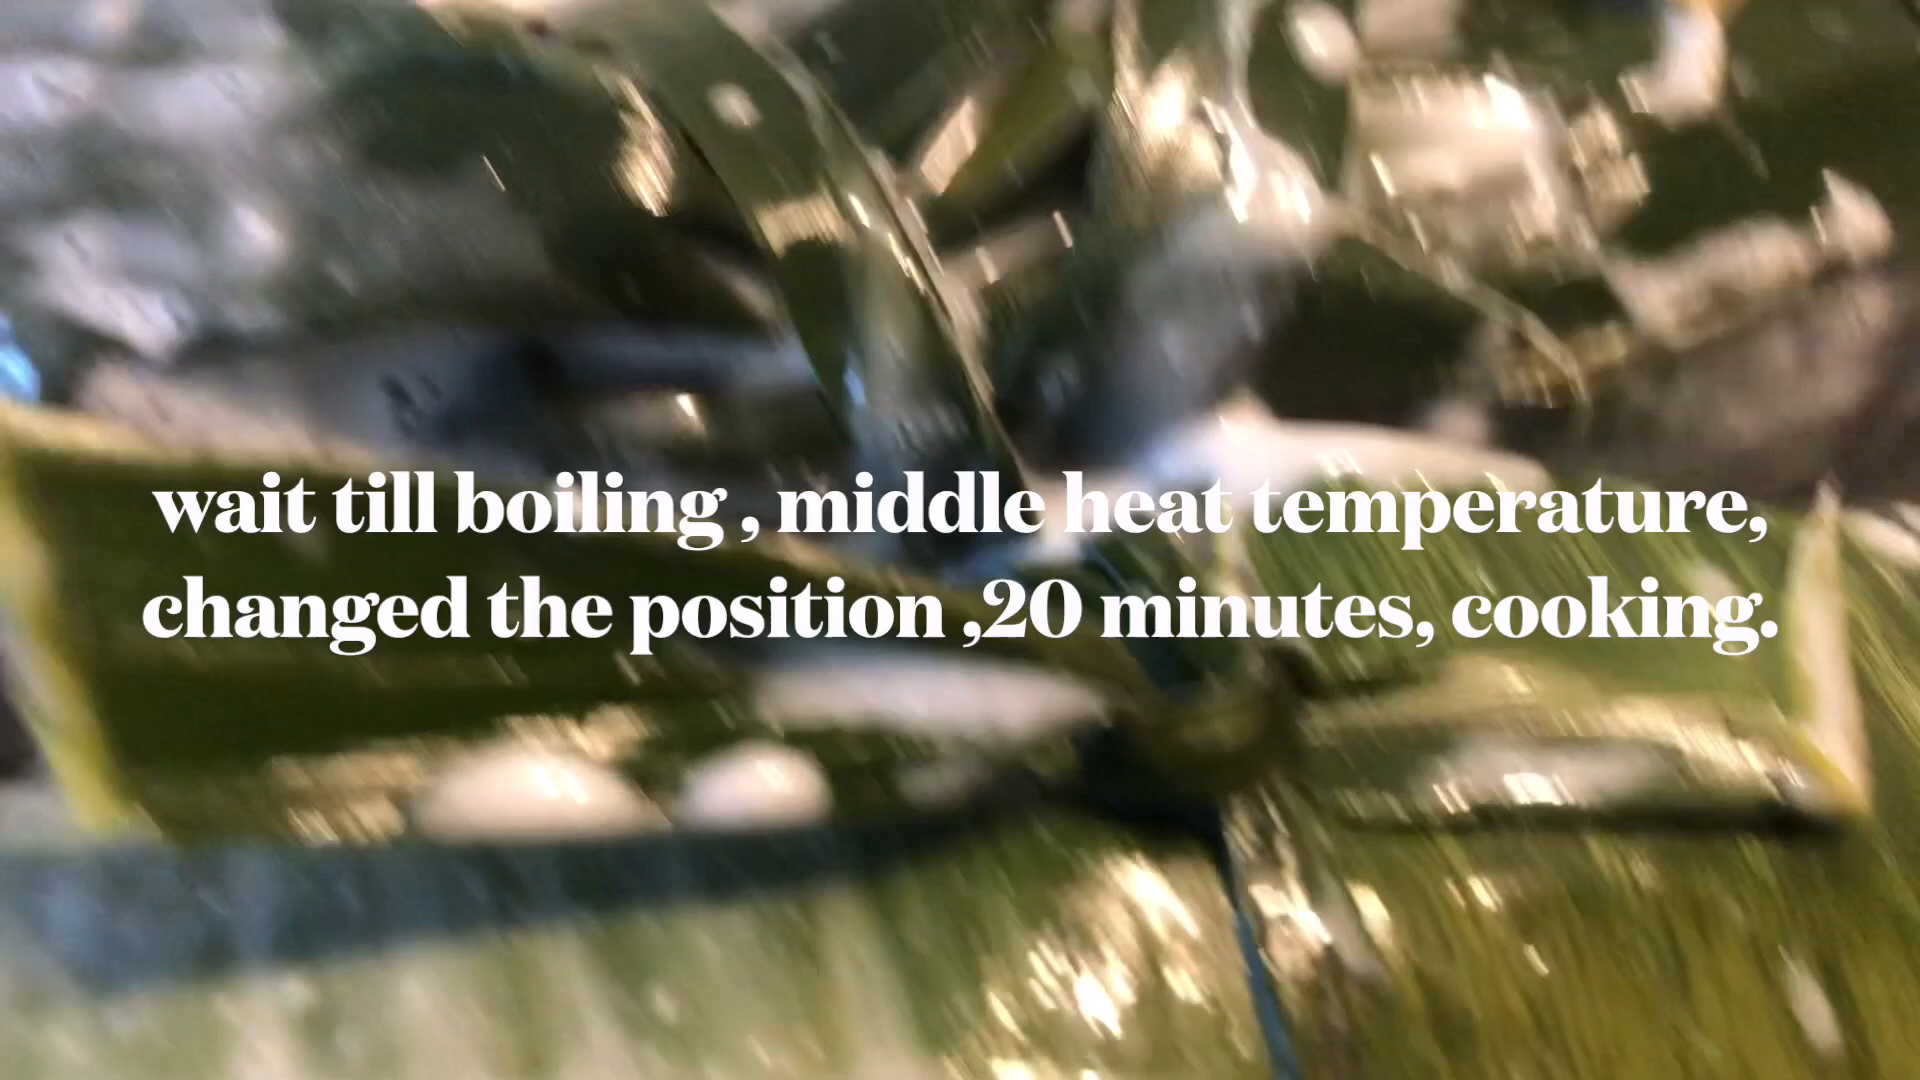 wait till boiling , middle heat temperature,
changed the position ,20 minutes, cooking.